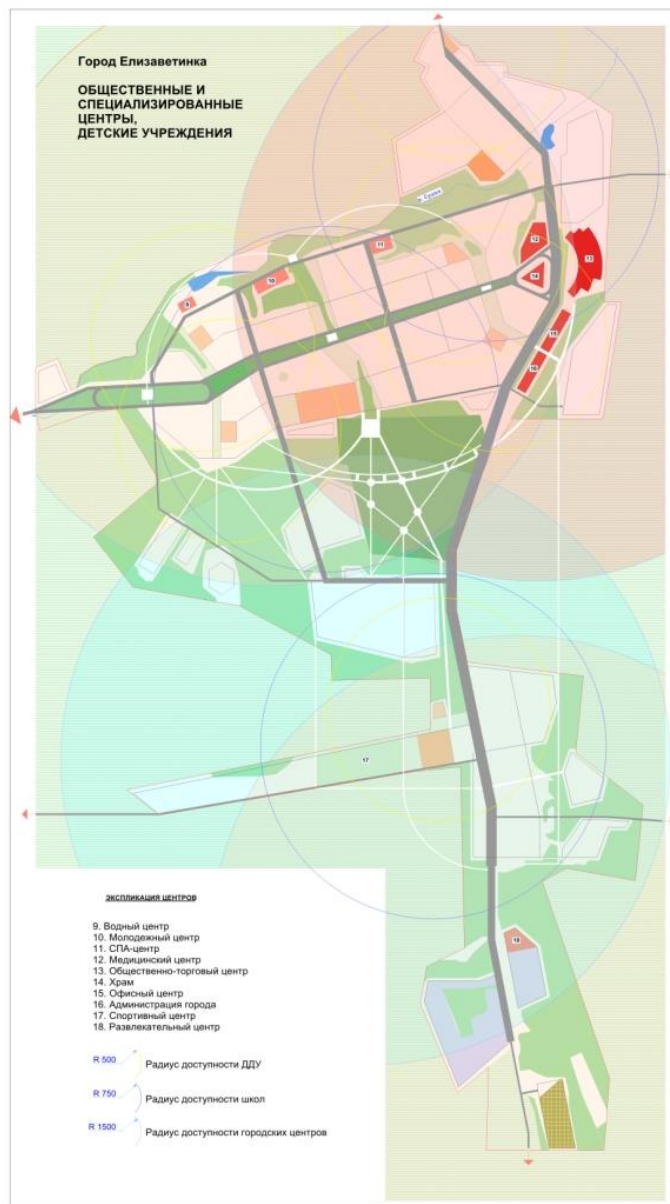 Город Елизаветинка
ОБЩЕСТВЕННЫЕ И
СПЕЦИАЛИЗИРОВАННЫЕ
ЦЕНТРЫ,
ДЕТСКИЕ УЧРЕЖДЕНИЯ
12
11
13
10
14
9
15
16
17
18
ЭКСПЛИКАЦИЯ ЦЕНТРОВ
9. Водный центр
10. Молодежный центр
11. СПА-центр
12. Медицинский центр
13. Общественно-торговый центр
14. Храм
15. Офисный центр
16. Администрация города
17. Спортивный центр
18. Развлекательный центр
R 500 Радиус доступности ДДУ
R 750 Радиус доступности школ
R 1500 Радиус доступности городских центров